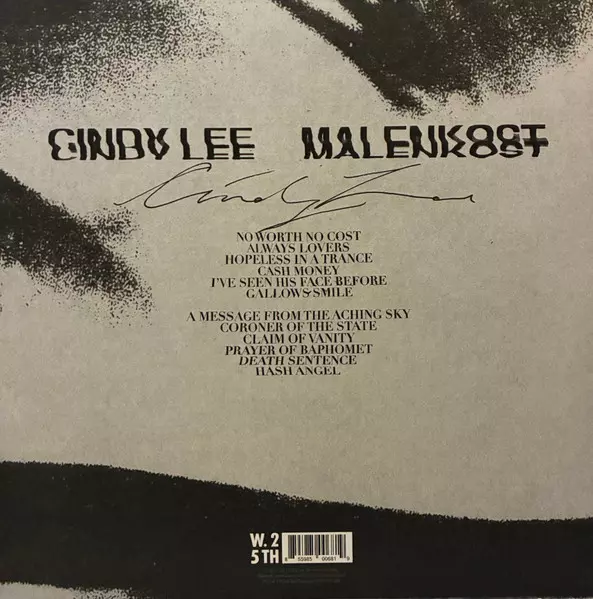 CINDY LEE MALENKOST
Cindy Lee
NO WORTH NO COST
ALWAYS LOVERS
HOPELESS IN A TRANCE
CASH MONEY
I'VE SEEN HIS FACE BEFORE
GALLOWS SMILE
A MESSAGE FROM THE ACHING SKY
CORONER OF THE STATE
CLAIM OF VANITY
PRAYER OF BAPHOMET
DEATH SENTENCE
HASH ANGEL
W. 2
5 TH